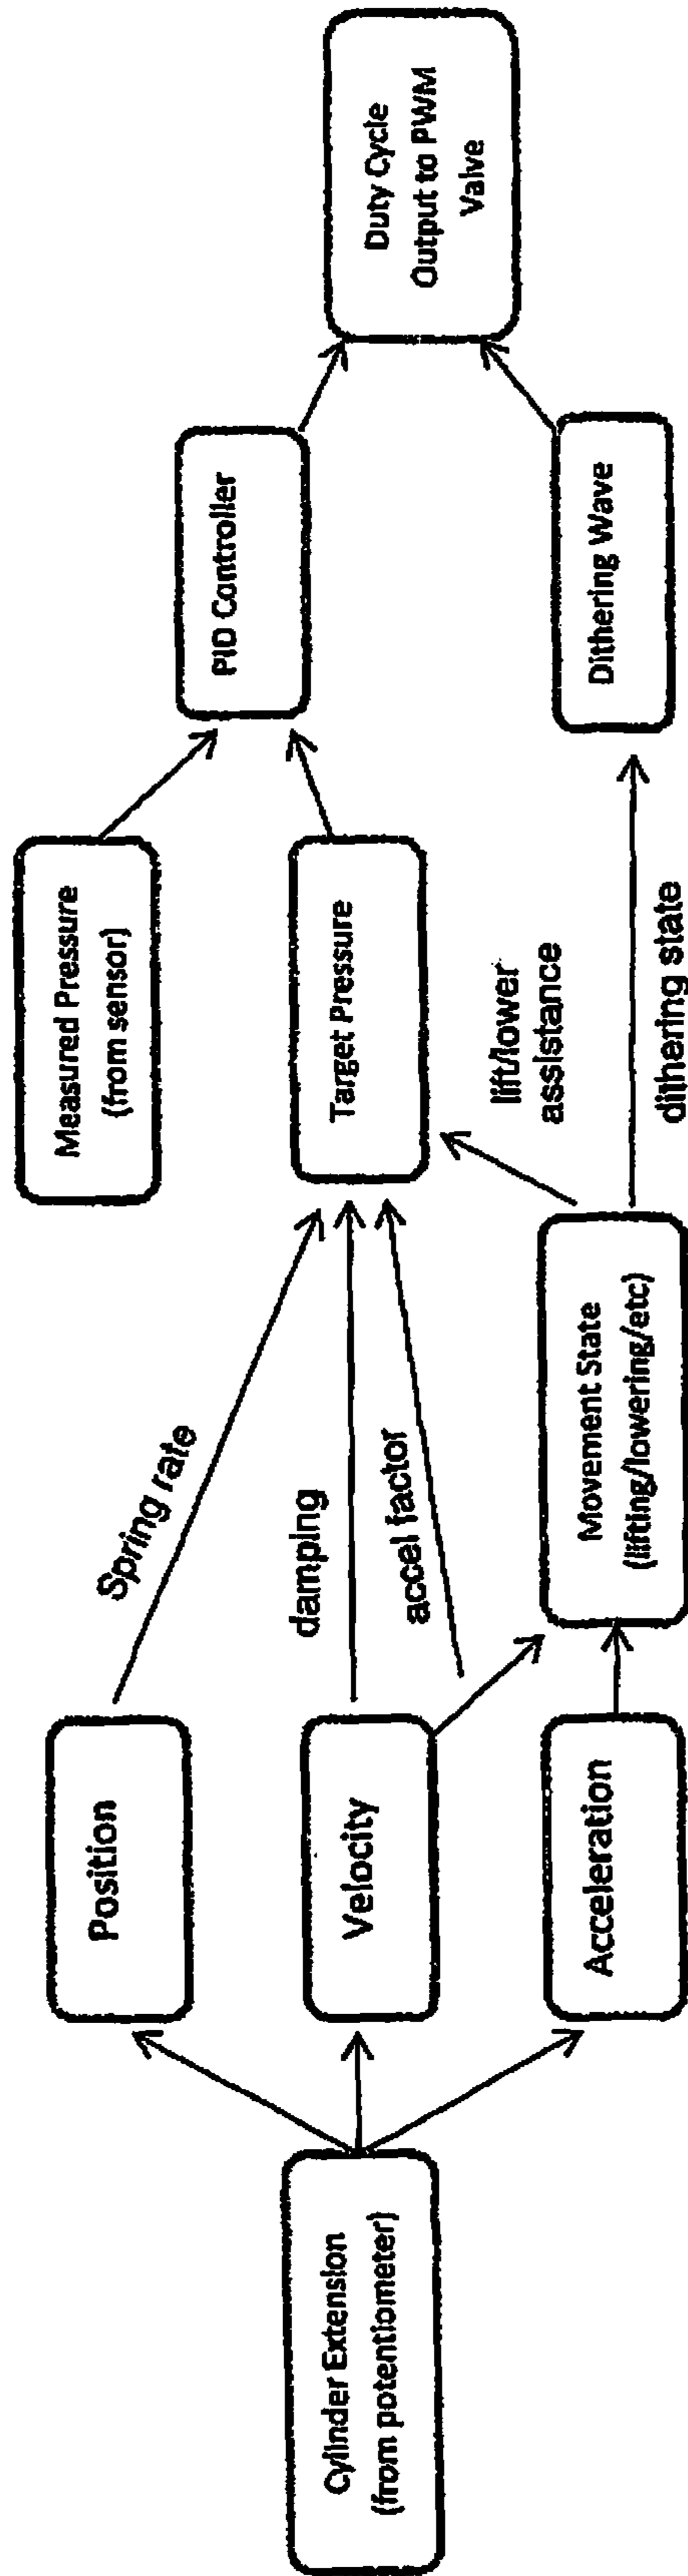 Cylinder Extension
(from potentiometer)
Position
Velocity
Acceleration
Spring rate
damping
accel factor
Movement State
(lifting/lowering/etc)
Measured Pressure
(from sensor)
Target Pressure
lift/lower
assistance
dithering state
PID Controller
Dithering Wave
Duty Cycle
Output to PWM
Valve